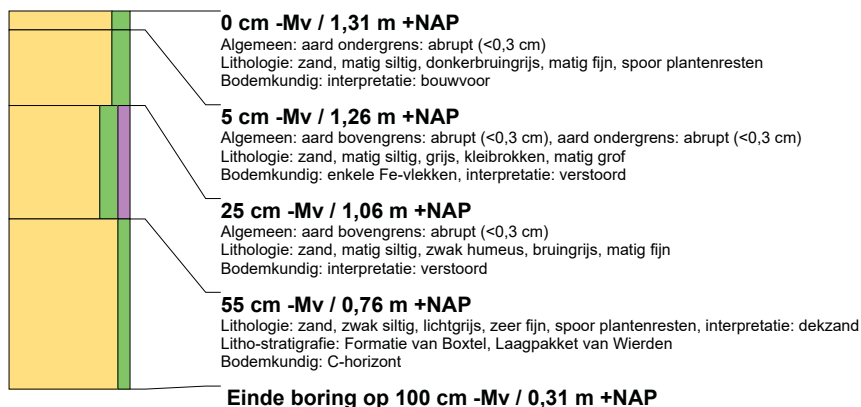 0 cm -Mv / 1,31 m +NAP
Algemeen: aard ondergrens: abrupt (<0,3 cm)
Lithologie: zand, matig siltig, donkerbruingrijs, matig fijn, spoor plantenresten
Bodemkundig: interpretatie: bouwvoor
5 cm -Mv / 1,26 m +NAP
Algemeen: aard bovengrens: abrupt (<0,3 cm), aard ondergrens: abrupt (<0,3 cm)
Lithologie: zand, matig siltig, grijs, kleibrokken, matig grof
Bodemkundig: enkele Fe-vlekken, interpretatie: verstoord
25 cm -Mv / 1,06 m +NAP
Algemeen: aard bovengrens: abrupt (<0,3 cm)
Lithologie: zand, matig siltig, zwak humeus, bruingrijs, matig fijn
Bodemkundig: interpretatie: verstoord
55 cm -Mv / 0,76 m +NAP
Lithologie: zand, zwak siltig, lichtgrijs, zeer fijn, spoor plantenresten, interpretatie: dekzand
Litho-stratigrafie: Formatie van Boxtel, Laagpakket van Wierden
Bodemkundig: C-horizont
Einde boring op 100 cm -Mv / 0,31 m +NAP